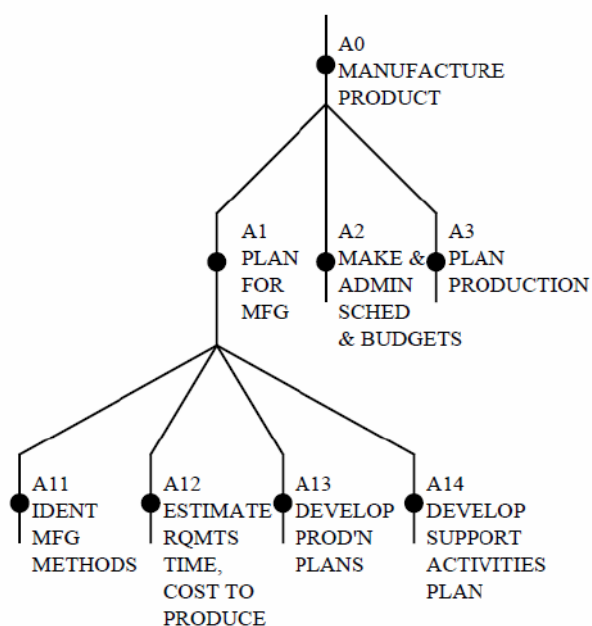 A0
MANUFACTURE
PRODUCT
A1
PLAN
FOR
MFG
A2
MAKE &
ADMIN
SCHED
& BUDGETS
A3
PLAN
PRODUCTION
A11
IDENT
MFG
METHODS
A12
ESTIMATE
RQMTS
TIME,
COST TO
PRODUCE
A13
DEVELOP
PROD'N
PLANS
A14
DEVELOP
SUPPORT
ACTIVITIES
PLAN